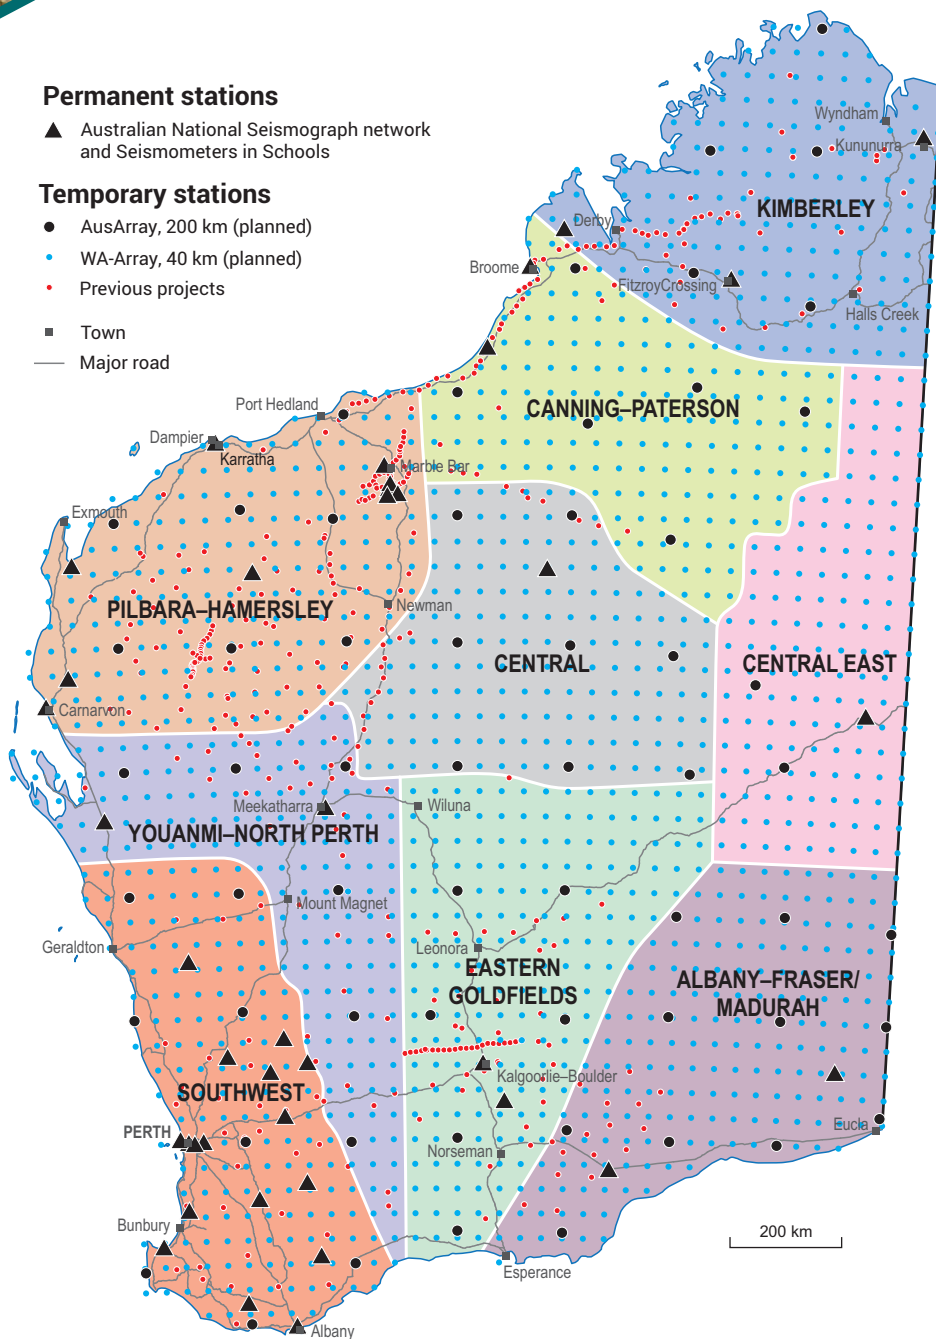 Permanent stations
Australian National Seismograph network
and Seismometers in Schools
Temporary stations
AusArray, 200 km (planned)
WA-Array, 40 km (planned)
Previous projects
Town
Major road
Wyndham
Kununurra
KIMBERLEY
Derby
Broome
FitzroyCrossing
Halls Creek
CANNING–PATERSON
Port Hedland
Dampier
Karratha
Marble Bar
Exmouth
PILBARA–HAMERSLEY
Newman
CENTRAL
CENTRAL EAST
Carnarvon
Meekatharra
Wiluna
YOUANMI–NORTH PERTH
Mount Magnet
Geraldton
Leonora
EASTERN
GOLDFIELDS
ALBANY–FRASER/
MADURAH
Kalgoorlie–Boulder
SOUTHWEST
PERTH
Eucla
Norseman
Bunbury
200 km
Esperance
Albany